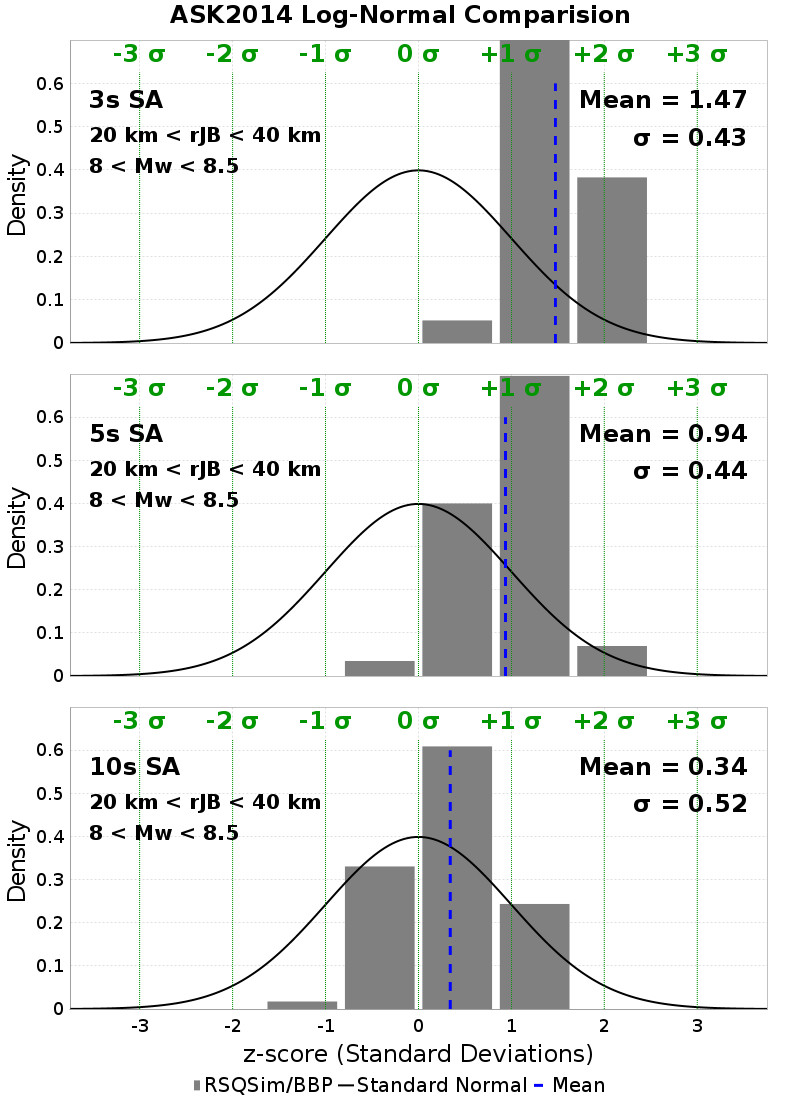 ASK2014 Log-Normal Comparision
-3 σ -2 σ -1 σ 0 σ +1 σ +2 σ +3 σ
0.6
0.5
0.4
0.3
0.2
0.1
0
Density
3s SA
20 km < rJB < 40 km
8 < Mw < 8.5
Mean = 1.47
σ = 0.43
-3 σ -2 σ -1 σ 0 σ +1 σ +2 σ +3 σ
0.6
0.5
0.4
0.3
0.2
0.1
0
Density
5s SA
20 km < rJB < 40 km
8 < Mw < 8.5
Mean = 0.94
σ = 0.44
-3 σ -2 σ -1 σ 0 σ +1 σ +2 σ +3 σ
0.6
0.5
0.4
0.3
0.2
0.1
0
Density
10s SA
20 km < rJB < 40 km
8 < Mw < 8.5
Mean = 0.34
σ = 0.52
-3 -2 -1 0 1 2 3
z-score (Standard Deviations)
RSQSim/BBP Standard Normal Mean